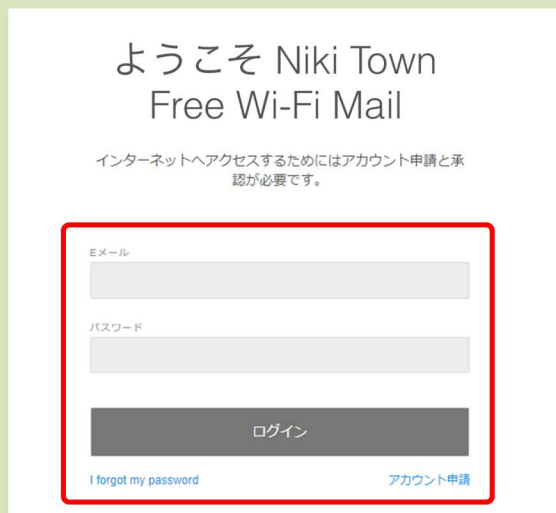 ようこそ Niki Town
Free Wi-Fi Mail
インターネットへアクセスするためにはアカウント申請と承
認が必要です。
Eメール
パスワード
ログイン
I forgot my password
アカウント申請